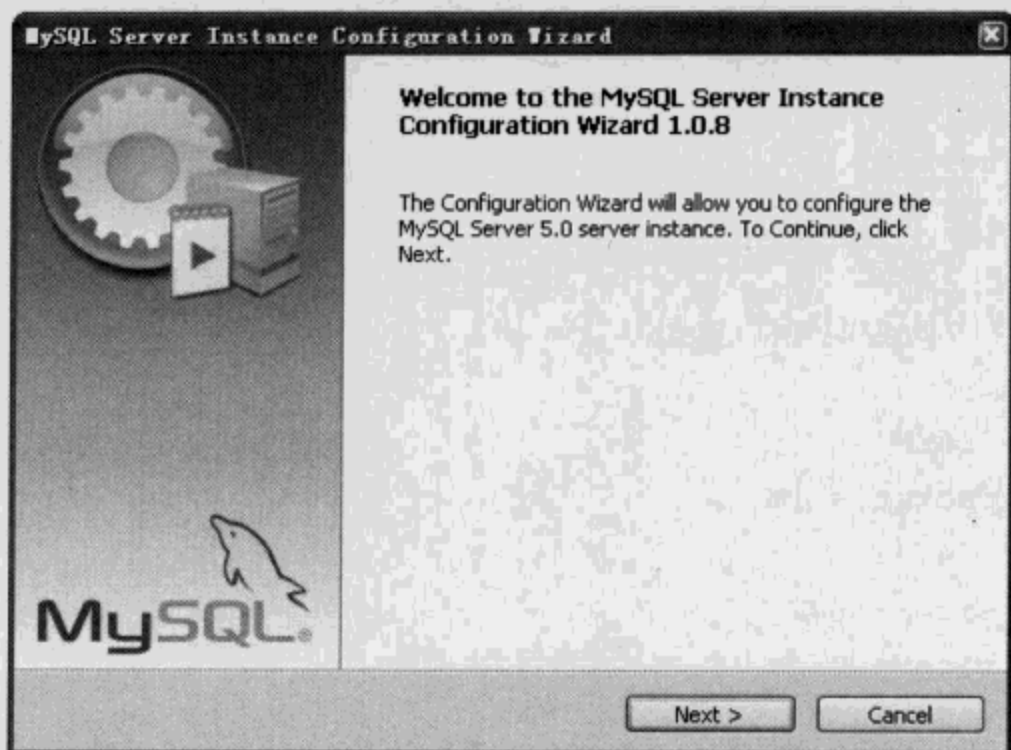 MySQL Server Instance Configuration Wizard
Welcome to the MySQL Server Instance
Configuration Wizard 1.0.8
The Configuration Wizard will allow you to configure the
MySQL Server 5.0 server instance. To Continue, click
Next.
MySQL.
Next >
Cancel